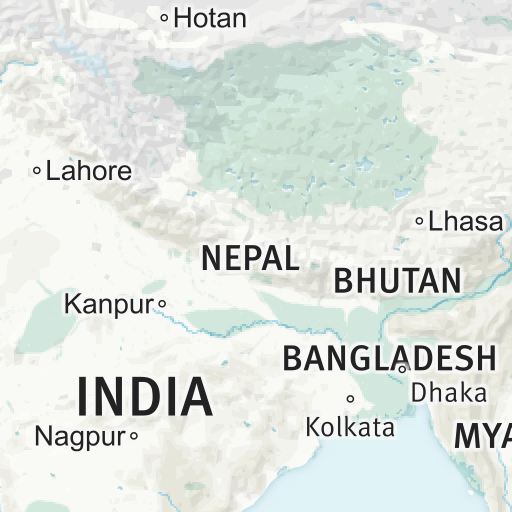 Hotan
Lahore
Lhasa
NEPAL
BHUTAN
Kanpur
BANGLADESH
INDIA
Dhaka
Kolkata
Nagpur
MYA